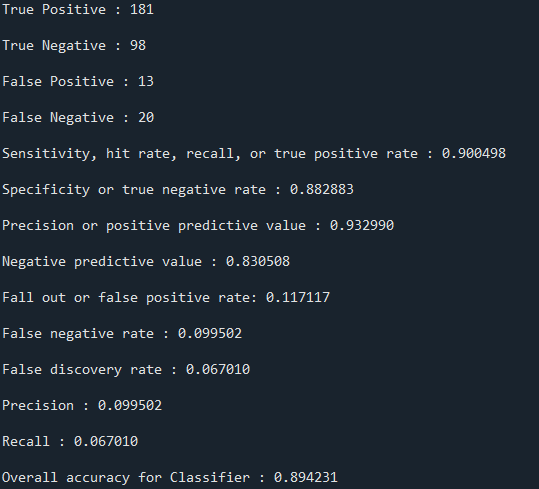 True Positive : 181
True Negative : 98
False Positive : 13
False Negative : 20
Sensitivity, hit rate, recall, or true positive rate : 0.900498
Specificity or true negative rate : 0.882883
Precision or positive predictive value : 0.932990
Negative predictive value : 0.830508
Fall out or false positive rate: 0.117117
False negative rate : 0.099502
False discovery rate : 0.067010
Precision : 0.099502
Recall : 0.067010
Overall accuracy for Classifier : 0.894231